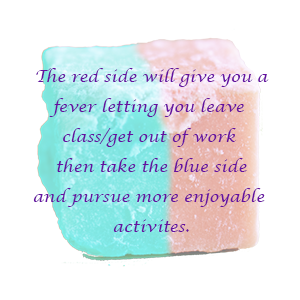 The red side will give you a
fever letting you leave
class/get out of work
then take the blue side
and pursue more enjoyable
activites.